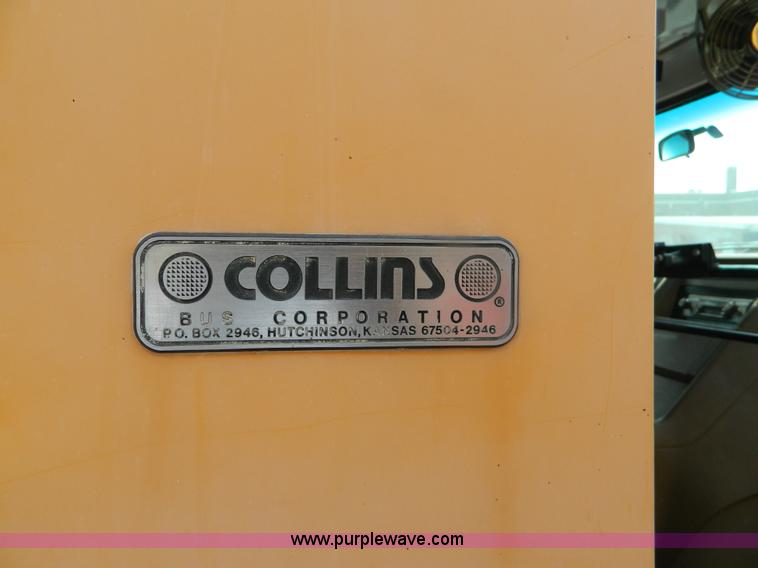 COLLINS ®
BUS CORPORATION
P.O. BOX 2946, HUTCHINSON, KANSAS 67504-2946
www.purplewave.com